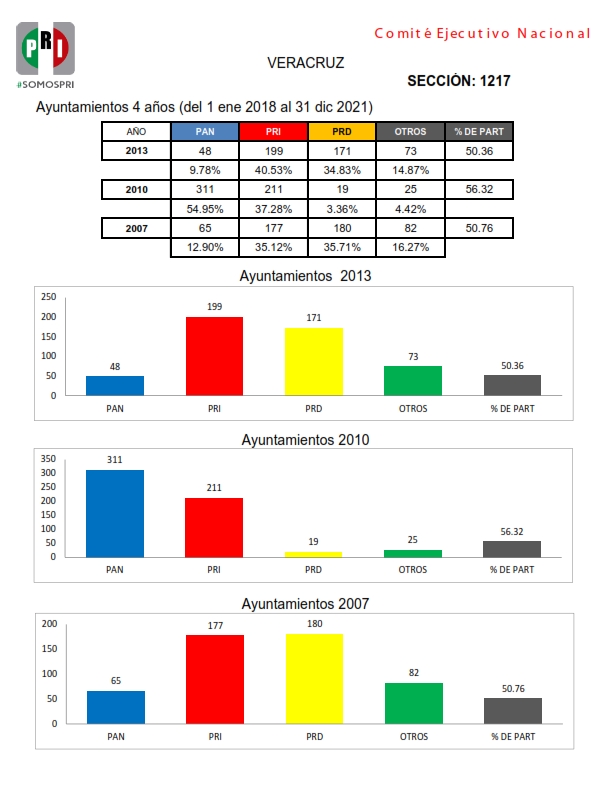 Comité Ejecutivo Nacional
PRI
#SOMOSPRI
VERACRUZ
SECCIÓN: 1217
Ayuntamientos 4 años (del 1 ene 2018 al 31 dic 2021)
AÑO PAN PRI PRD OTROS % DE PART
2013 48 199 171 73 50.36
9.78% 40.53% 34.83% 14.87%
2010 311 211 19 25 56.32
54.95% 37.28% 3.36% 4.42%
2007 65 177 180 82 50.76
12.90% 35.12% 35.71% 16.27%
Ayuntamientos 2013
250
200
150
100
50
0
48 199 171 73 50.36
PAN PRI PRD OTROS % DE PART
Ayuntamientos 2010
350
300
250
200
150
100
50
0
311 211 19 25 56.32
PAN PRI PRD OTROS % DE PART
Ayuntamientos 2007
200
150
100
50
0
65 177 180 82 50.76
PAN PRI PRD OTROS % DE PART